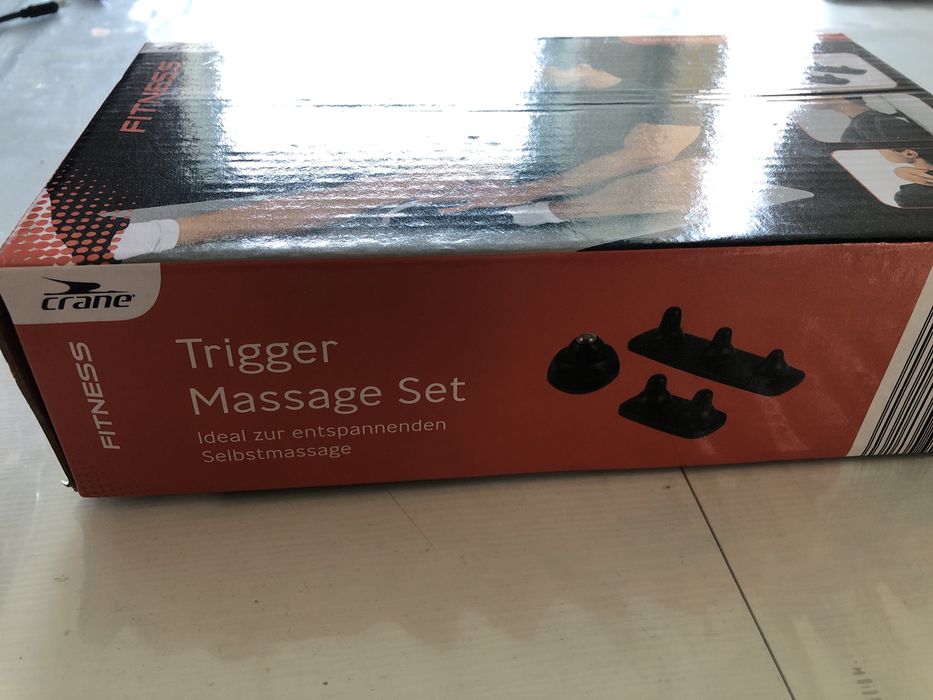 FITNESS
crane
FITNESS
Trigger
Massage Set
Ideal zur entspannenden
Selbstmassage